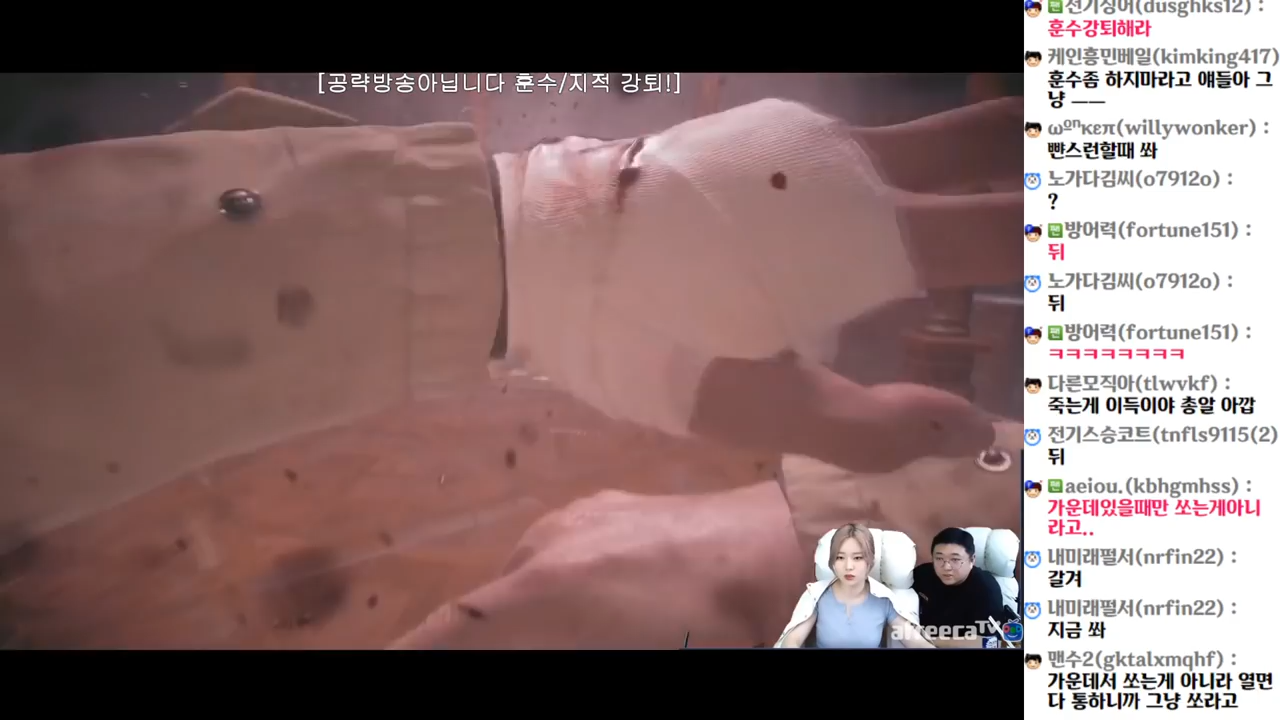 [공략방송아닙니다 훈수/지적 강퇴!]
팬 전기싱어(dusghks12) :
훈수강퇴해라
케인흥민베일(kimking417)
훈수좀 하지마라고 얘들아 그
냥 ㅡㅡ
ωºⁿκεπ(willywonker) :
빤스런할때 쏴
노가다김씨(o7912o) :
?
팬 방어력(fortune151) :
뒤
노가다김씨(o7912o) :
뒤
팬 방어력(fortune151) :
ㅋㅋㅋㅋㅋㅋㅋㅋ
다른모직아(tlwvkf) :
죽는게 이득이야 총알 아깝
전기스승코트(tnfls9115(2)
뒤
팬 aeiou.(kbhgmhss) :
가운데있을때만 쏘는게아니
라고..
내미래펄서(nrfin22) :
갈겨
내미래펄서(nrfin22) :
지금 쏴
맨수2(gktalxmqhf) :
가운데서 쏘는게 아니라 열면
다 통하니까 그냥 쏘라고
afreecaTV